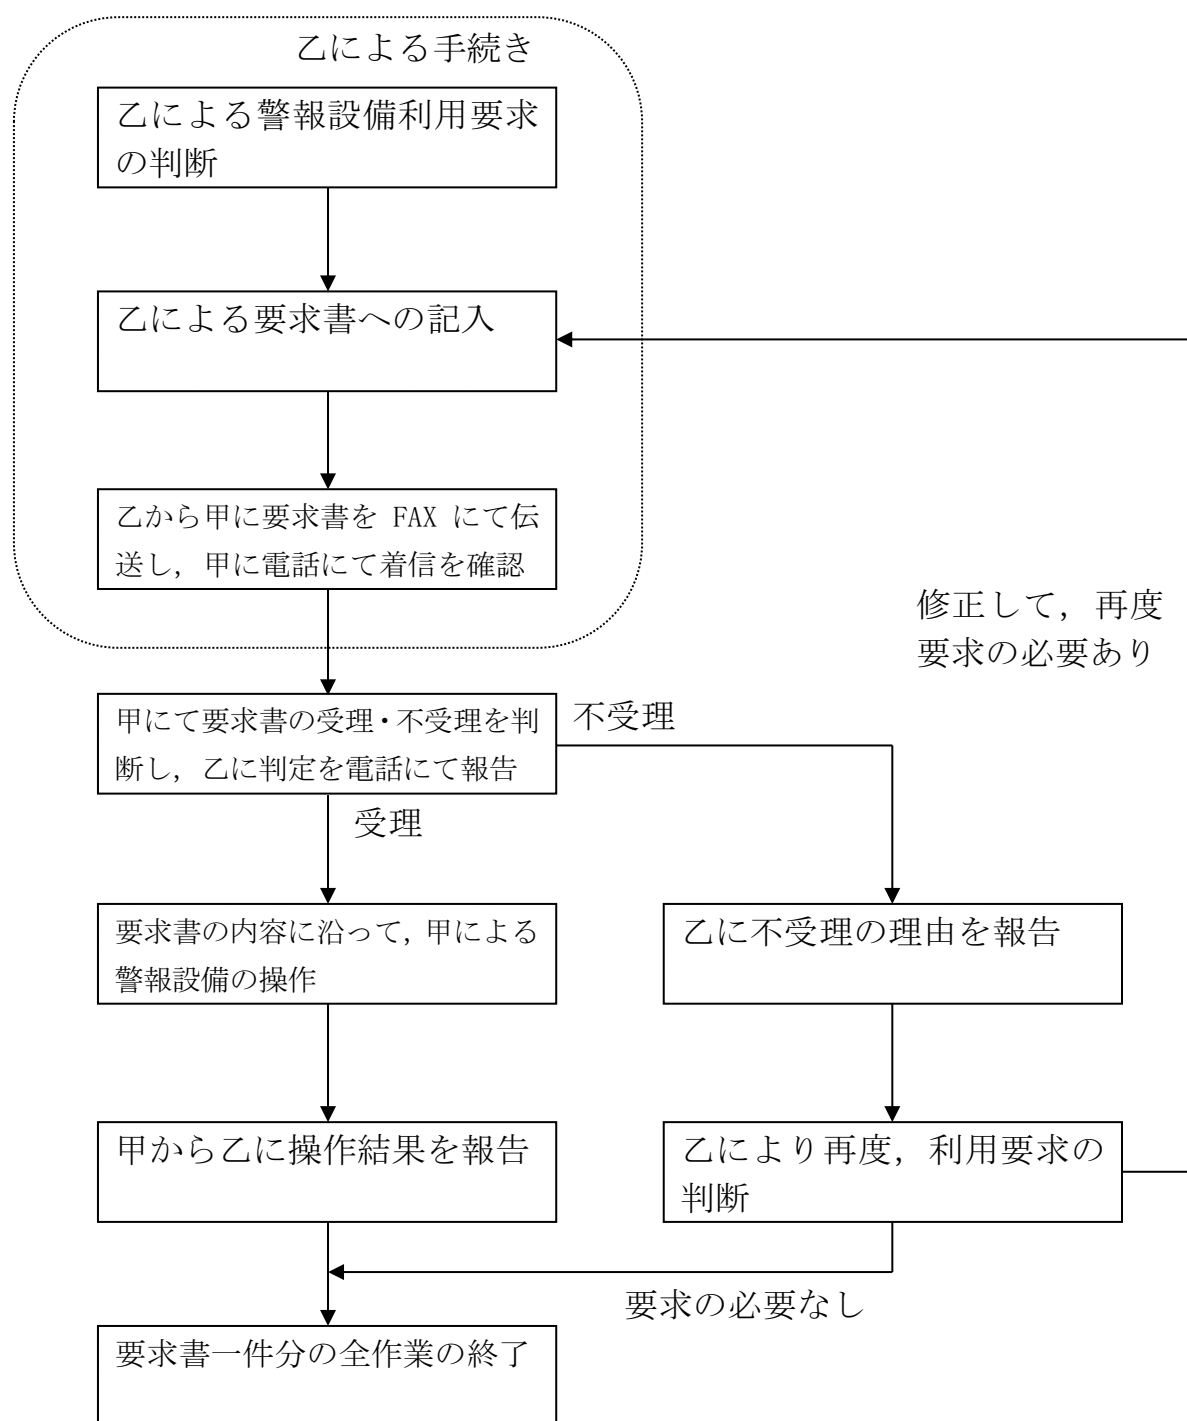 乙による手続き
乙による警報設備利用要求
の判断
乙による要求書への記入
乙から甲に要求書を FAX にて伝
送し，甲に電話にて着信を確認
修正して，再度
要求の必要あり
甲にて要求書の受理・不受理を判
断し，乙に判定を電話にて報告
不受理
受理
要求書の内容に沿って，甲による
警報設備の操作
乙に不受理の理由を報告
甲から乙に操作結果を報告
乙により再度，利用要求の
判断
要求の必要なし
要求書一件分の全作業の終了